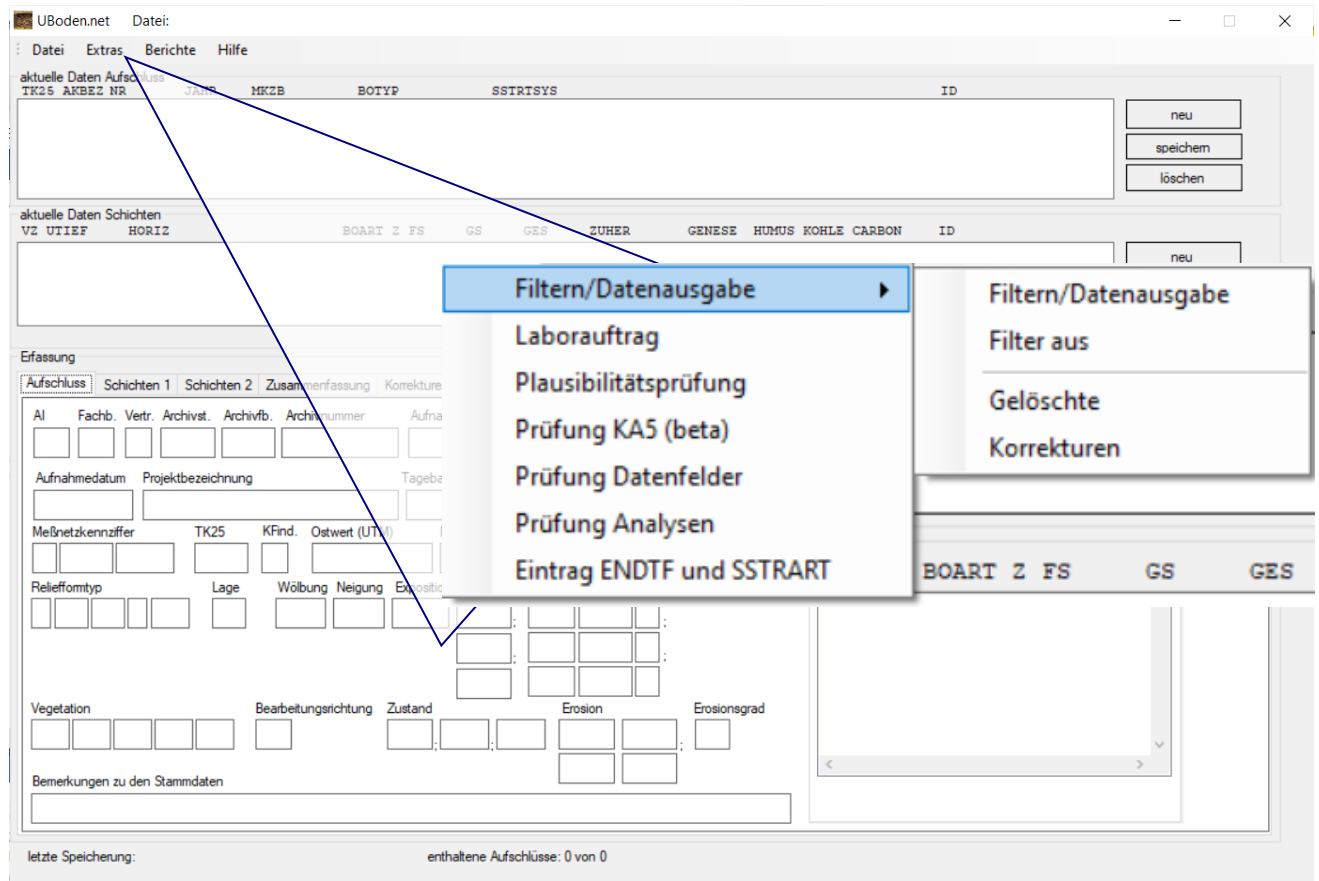 UBoden.net Datei:
Datei Extras Berichte Hilfe
aktuelle Daten Aufschluss
TK25 AKBEZ NR JAHR MKZB BOTYP SSTRTSYS ID
neu
speichern
löschen
aktuelle Daten Schichten
VZ UTIEF HORIZ BOART Z FS GS GES ZUHER GENESE HUMUS KOHLE CARBON ID
neu
Filtern/Datenausgabe
Laborauftrag
Plausibilitätsprüfung
Prüfung KA5 (beta)
Prüfung Datenfelder
Prüfung Analysen
Eintrag ENDTF und SSTRART
Filtern/Datenausgabe
Filter aus
Gelöschte
Korrekturen
BOART Z FS GS GES
Erfassung
Aufschluss Schichten 1 Schichten 2 Zusammenfassung Korrekture
AI Fachb. Vertr. Archivst. Archivfb. Archivnummer Aufna
Aufnahmedatum Projektbezeichnung Tageba
Meßnetzkennziffer TK25 KFind. Ostwert (UTM)
Reliefformtyp Lage Wölbung Neigung Expositio
; ;
; ;
Vegetation Bearbeitungsrichtung Zustand Erosion Erosionsgrad
; ; ;
Bemerkungen zu den Stammdaten
letzte Speicherung: enthaltene Aufschlüsse: 0 von 0